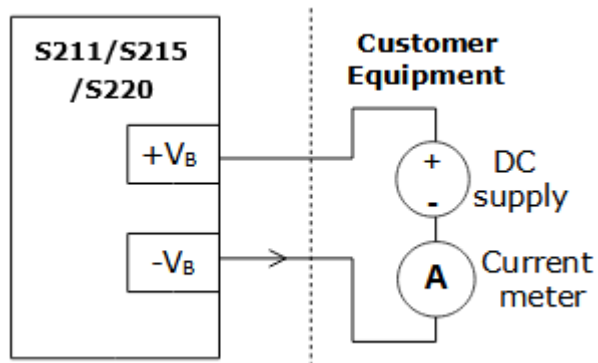 S211/S215
/S220
Customer
Equipment
+VB
+
-
DC
supply
-VB
A
Current
meter